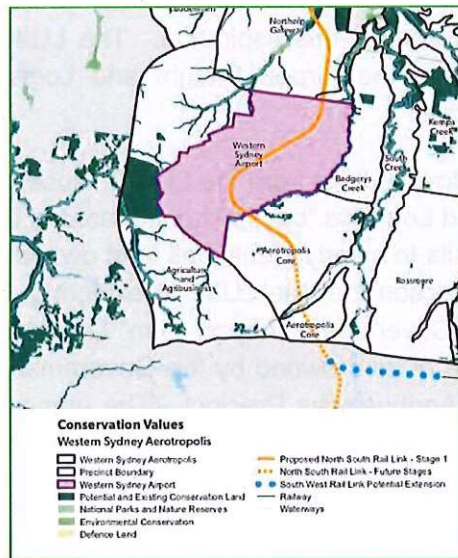 Northern
Gateway
Kemps
Creek
Western
Sydney
Airport
South Creek
Badgerys
Creek
Aerotropolis
Core
Agriculture
and
Agribusiness
Rossmore
Aerotropolis
Core
Conservation Values
Western Sydney Aerotropolis
Western Sydney Aerotropolis
Precinct Boundary
Western Sydney Airport
Potential and Existing Conservation Land
National Parks and Nature Reserves
Environmental Conservation
Defence Land
Proposed North South Rail Link - Stage 1
North South Rail Link - Future Stages
South West Rail Link Potential Extension
Railway
Waterways